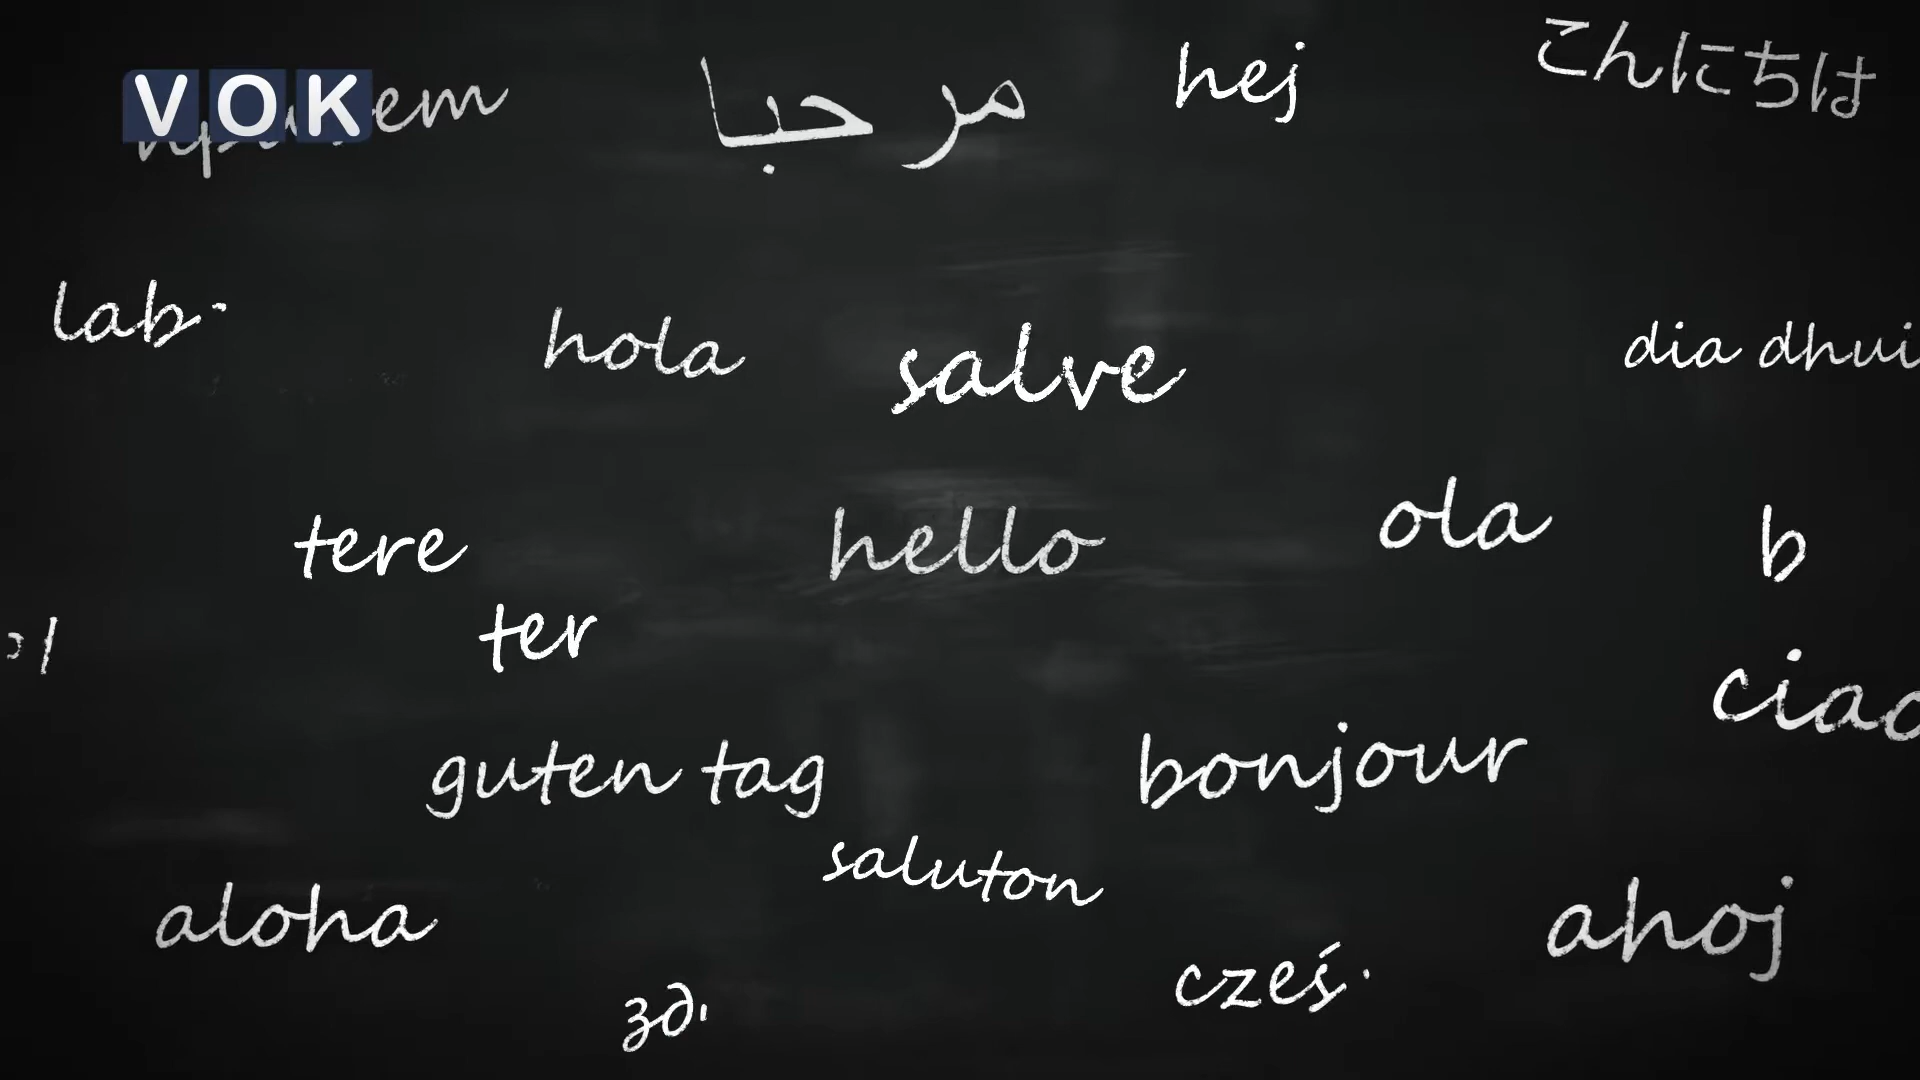 VOK
مرحبا
hej
こんにちは
lab
hola
salve
dia dhui
tere
hello
ola
b
ter
ciao
guten tag
bonjour
saluton
aloha
ahoj
cześ
зд